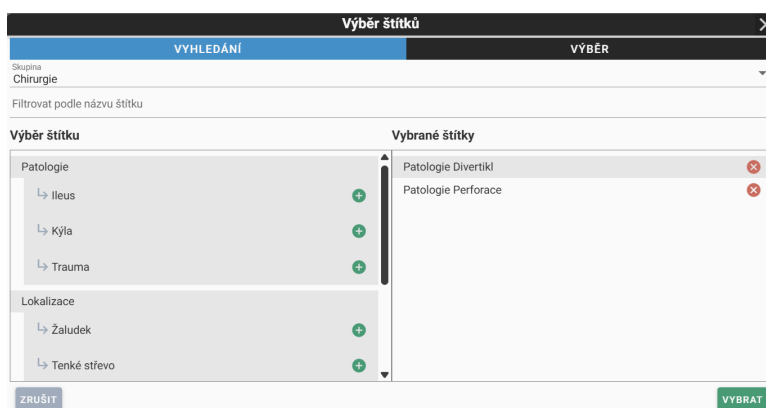 Výběr štítků
VYHLEDÁNÍ
VÝBĚR
Skupina
Chirurgie
Filtrovat podle názvu štítku
Výběr štítku
Vybrané štítky
Patologie
Ileus
Kýla
Trauma
Lokalizace
Žaludek
Tenké střevo
Patologie Divertikl
Patologie Perforace
ZRUŠIT
VYBRAT